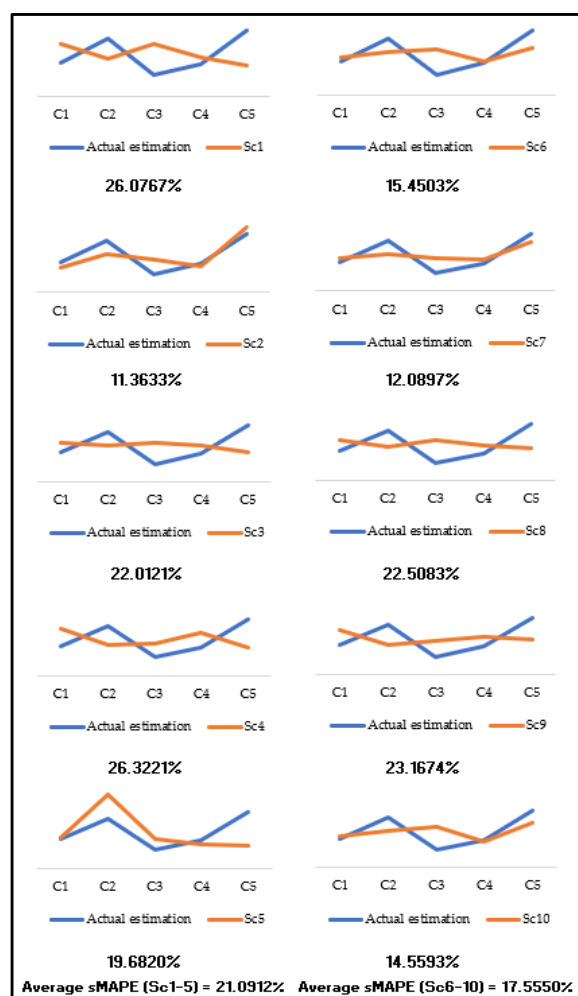 C1 C2 C3 C4 C5
Actual estimation Sc1
26.0767%
C1 C2 C3 C4 C5
Actual estimation Sc6
15.4503%
C1 C2 C3 C4 C5
Actual estimation Sc2
11.3633%
C1 C2 C3 C4 C5
Actual estimation Sc7
12.0897%
C1 C2 C3 C4 C5
Actual estimation Sc3
22.0121%
C1 C2 C3 C4 C5
Actual estimation Sc8
22.5083%
C1 C2 C3 C4 C5
Actual estimation Sc4
26.3221%
C1 C2 C3 C4 C5
Actual estimation Sc9
23.1674%
C1 C2 C3 C4 C5
Actual estimation Sc5
19.6820%
C1 C2 C3 C4 C5
Actual estimation Sc10
14.5593%
Average sMAPE (Sc1-5) = 21.0912%
Average sMAPE (Sc6-10) = 17.5550%